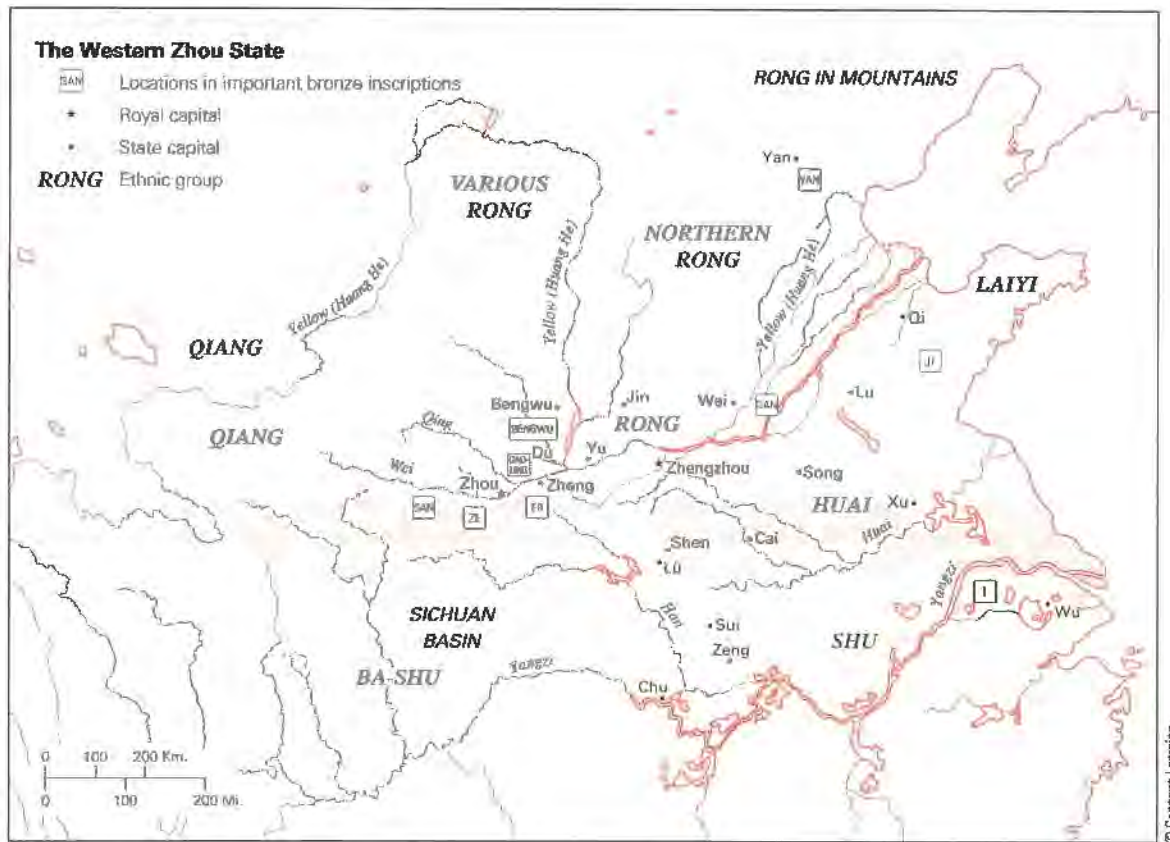 The Western Zhou State
SAN Locations in important bronze inscriptions
Royal capital
State capital
RONG Ethnic group
RONG IN MOUNTAINS
Yan
YAN
VARIOUS
RONG
NORTHERN
RONG
Yellow (Huang He)
Yellow (Huang He)
Yellow (Huang He)
LAIYI
QIANG
Qi
JI
Bengwu
BENGWU
Jin
Wei
Lu
QIANG
Qing
RONG
Yu
Wei
Zhou
Zheng
Zhengzhou
Song
SAN
ZE
HUAI
Xu
Huai
Shen
Cai
Lü
SICHUAN
BASIN
Han
Yangzi
I
Wu
Sui
SHU
Zeng
BA-SHU
Yangzi
Chu
0 100 200 Km.
0 100 200 Mi.